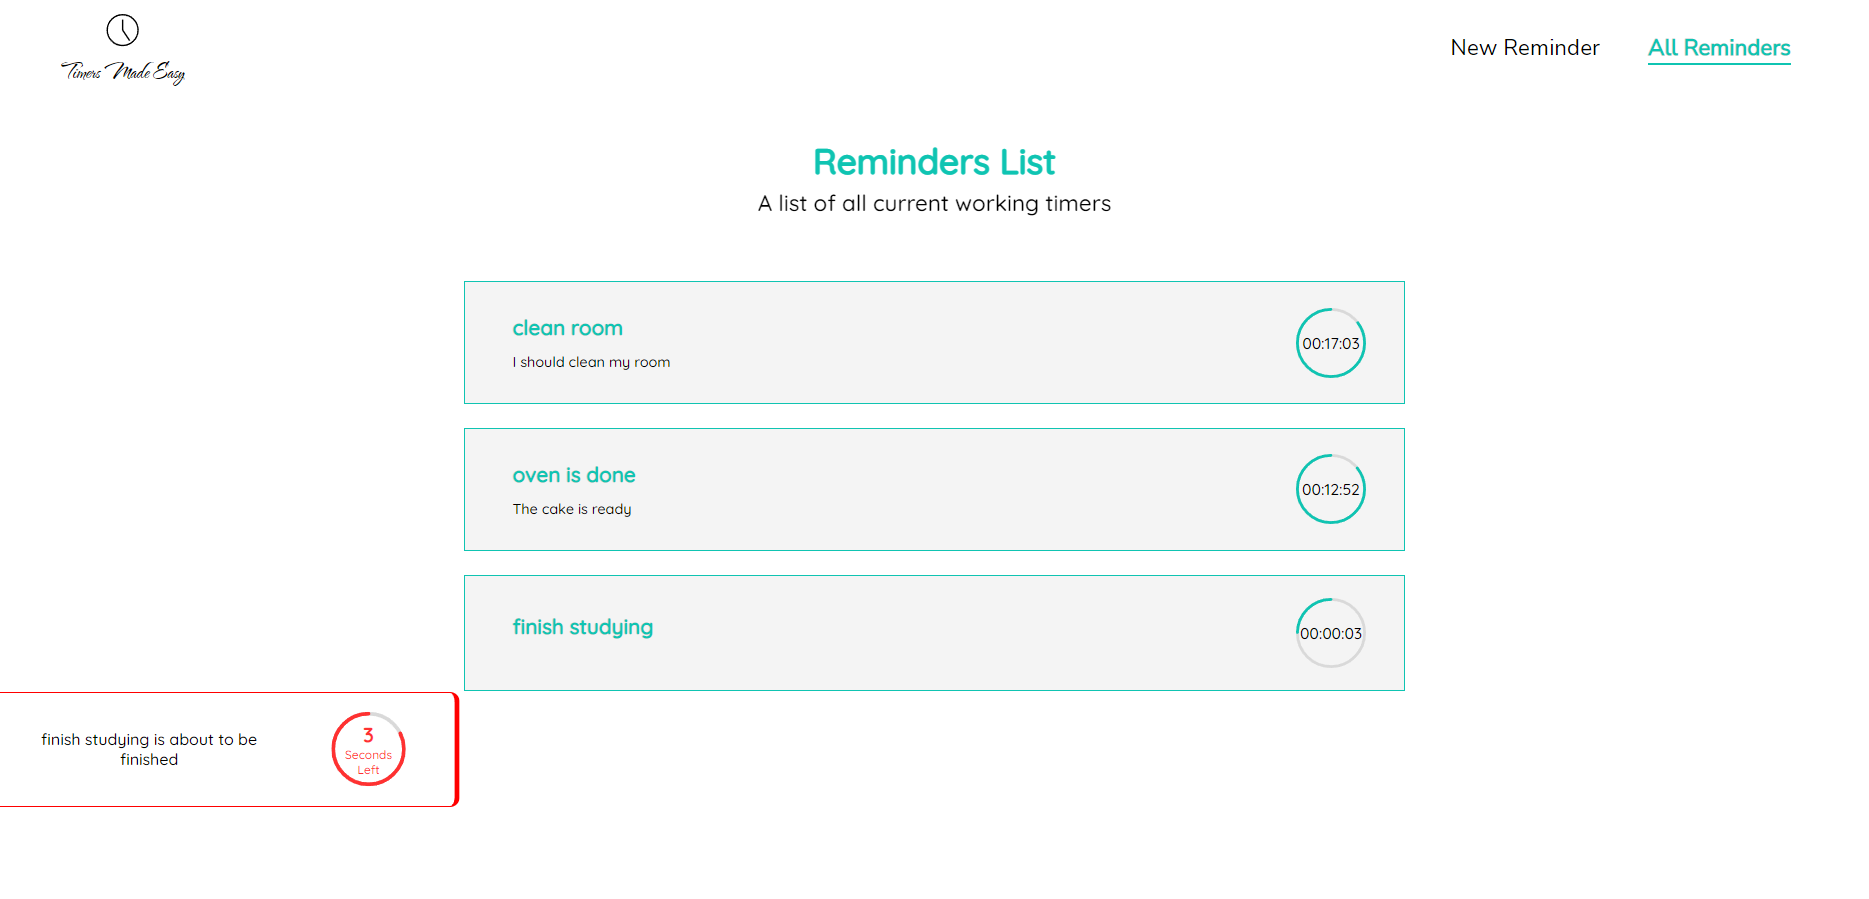 Timers Made Easy
New Reminder
All Reminders
Reminders List
A list of all current working timers
clean room
I should clean my room
00:17:03
oven is done
The cake is ready
00:12:52
finish studying
00:00:03
finish studying is about to be
finished
3
Seconds
Left